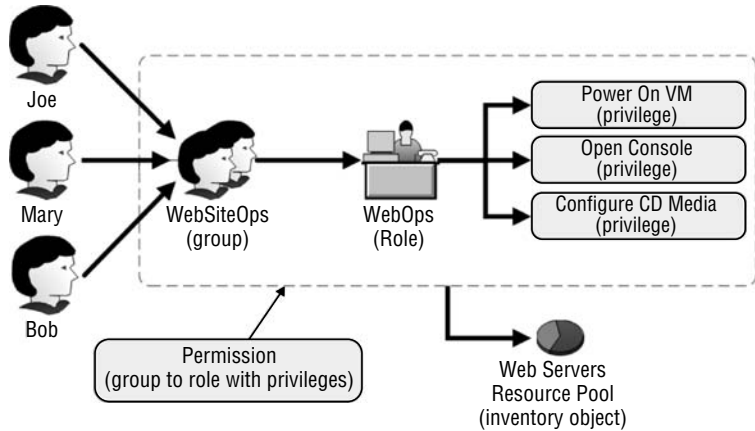 Joe
Mary
Bob
WebSiteOps
(group)
WebOps
(Role)
Power On VM
(privilege)
Open Console
(privilege)
Configure CD Media
(privilege)
Permission
(group to role with privileges)
Web Servers
Resource Pool
(inventory object)